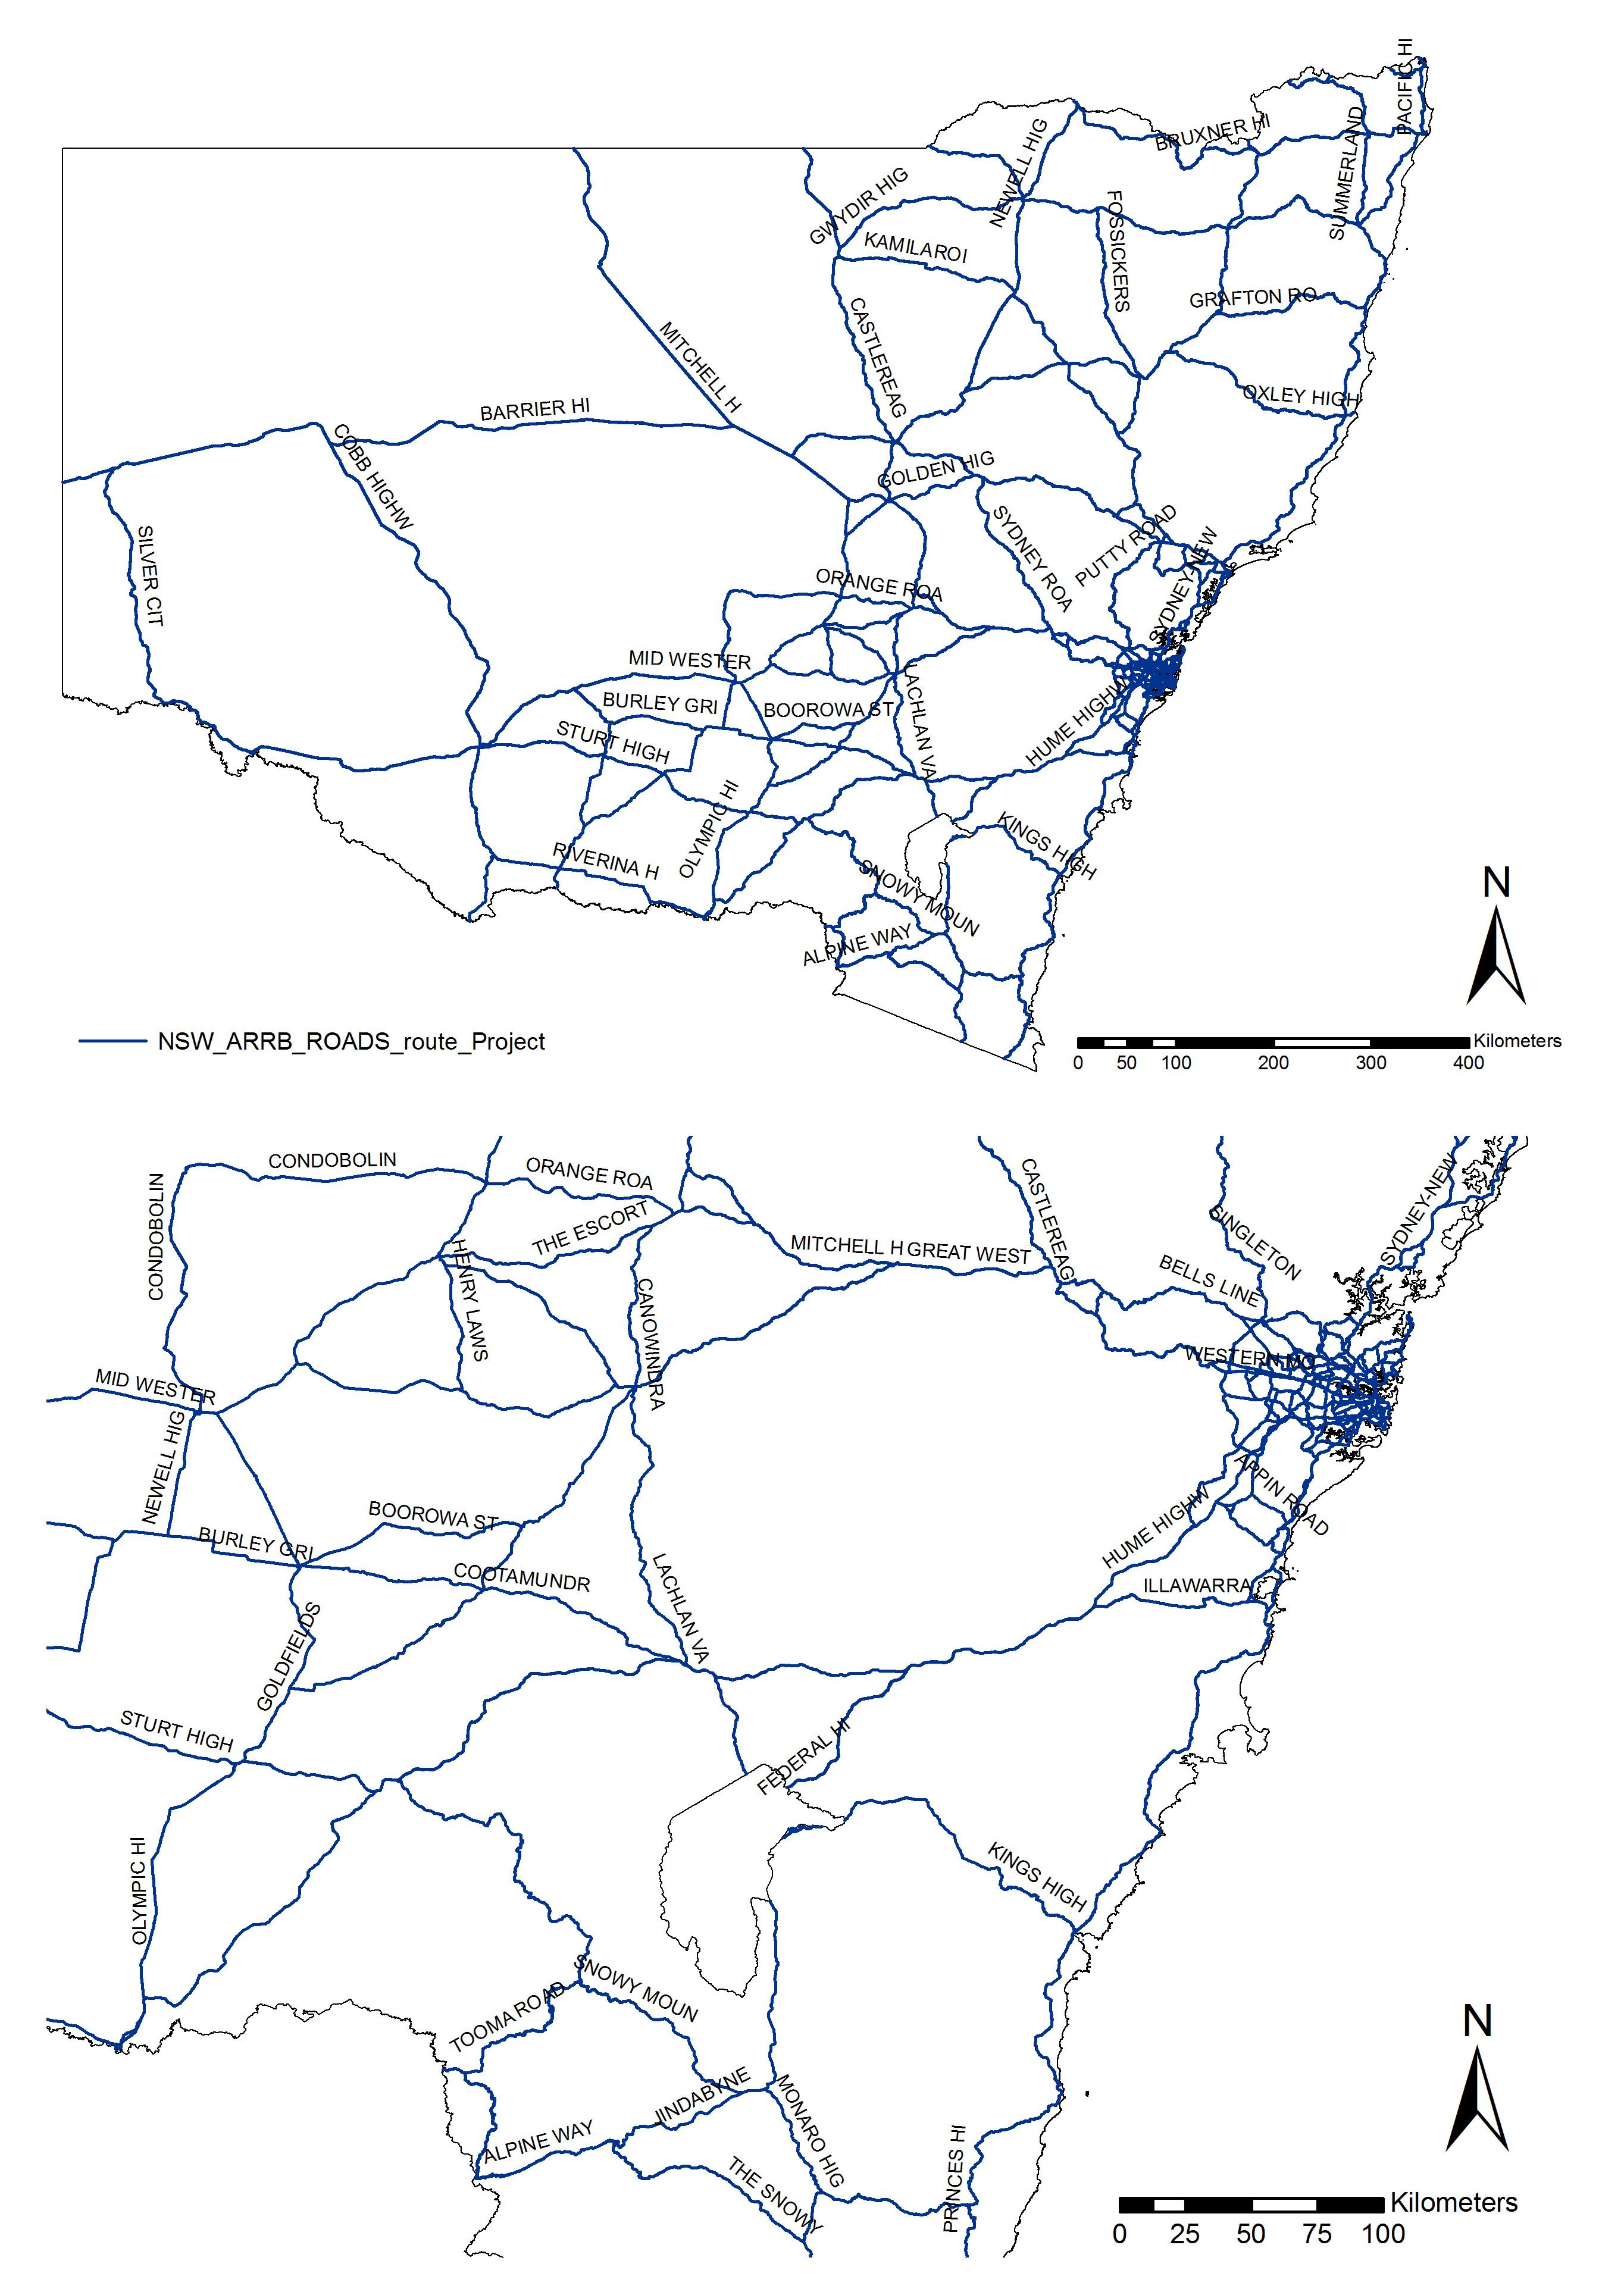 PACIFIC HI
BRUXNER HI
SUMMERLAND
NEWELL HIG
GWYDIR HIG
FOSSICKERS
KAMILAROI
GRAFTON RO
CASTLEREAG
MITCHELL H
OXLEY HIGH
BARRIER HI
COBB HIGHW
GOLDEN HIG
SYDNEY ROA
PUTTY ROAD
SYDNEY-NEW
SILVER CIT
ORANGE ROA
MID WESTER
LACHLAN VA
BURLEY GRI
BOOROWA ST
HUME HIGHW
STURT HIGH
OLYMPIC HI
KINGS HIGH
RIVERINA H
SNOWY MOUN
ALPINE WAY
N
NSW_ARRB_ROADS_route_Project
Kilometers
0 50 100 200 300 400
CONDOBOLIN
ORANGE ROA
CASTLEREAG
SYDNEY-NEW
CONDOBOLIN
THE ESCORT
SINGLETON
HENRY LAWS
MITCHELL H
GREAT WEST
BELLS LINE
CANOWINDRA
WESTERN MO
MID WESTER
NEWELL HIG
APPIN ROAD
BOOROWA ST
HUME HIGHW
BURLEY GRI
COOTAMUNDR
ILLAWARRA
LACHLAN VA
GOLDFIELDS
STURT HIGH
FEDERAL HI
OLYMPIC HI
KINGS HIGH
SNOWY MOUN
TOOMA ROAD
JINDABYNE
MONARO HIG
ALPINE WAY
THE SNOWY
PRINCES HI
N
Kilometers
0 25 50 75 100